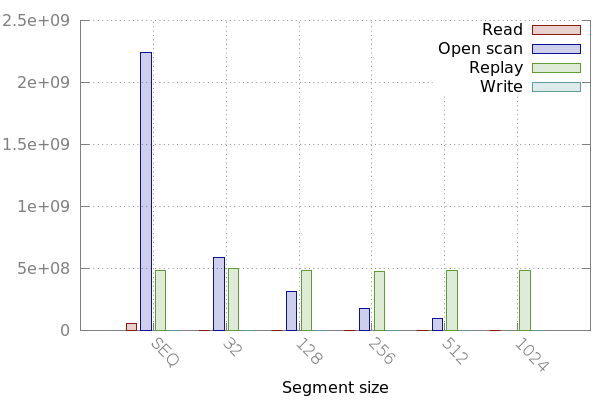 2.5e+09
2e+09
1.5e+09
1e+09
5e+08
0
Read
Open scan
Replay
Write
SEQ
32
128
256
512
1024
Segment size